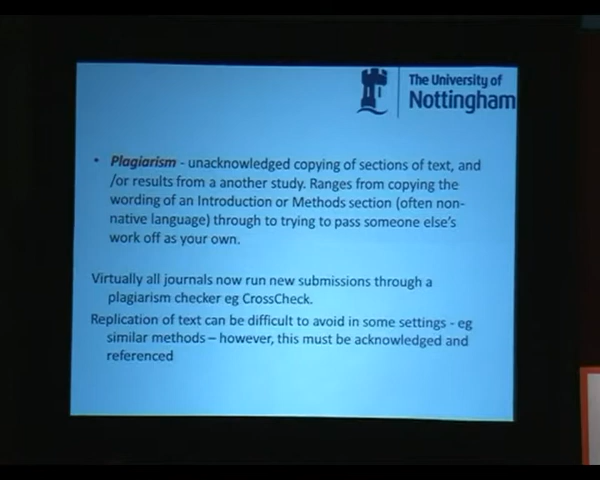 The University of
Nottingham
• Plagiarism - unacknowledged copying of sections of text, and
/or results from a another study. Ranges from copying the
wording of an Introduction or Methods section (often non-
native language) through to trying to pass someone else's
work off as your own.
Virtually all journals now run new submissions through a
plagiarism checker eg CrossCheck.
Replication of text can be difficult to avoid in some settings - eg
similar methods – however, this must be acknowledged and
referenced